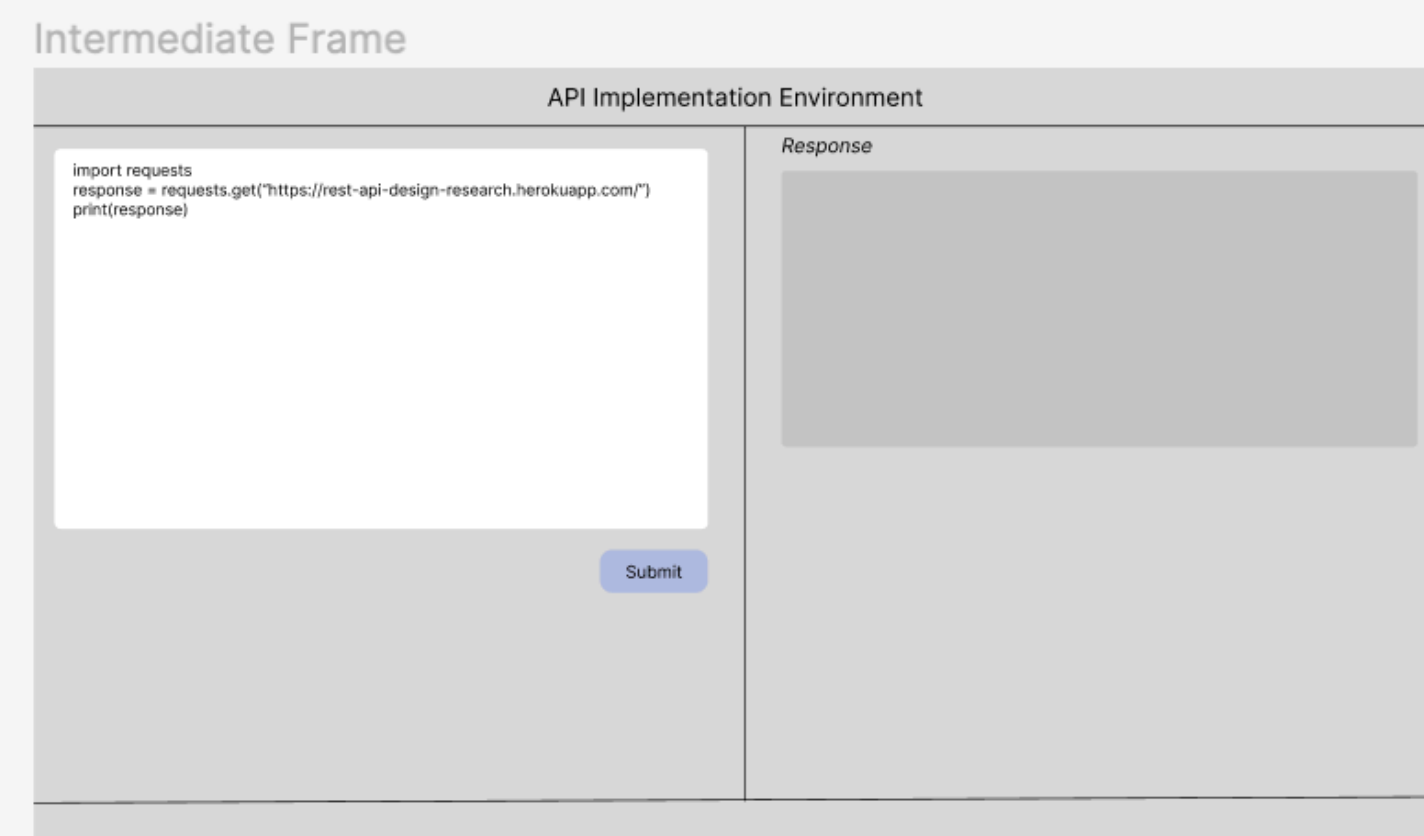 Intermediate Frame
API Implementation Environment
import requests
response = requests.get("https://rest-api-design-research.herokuapp.com/")
print(response)
Submit
Response